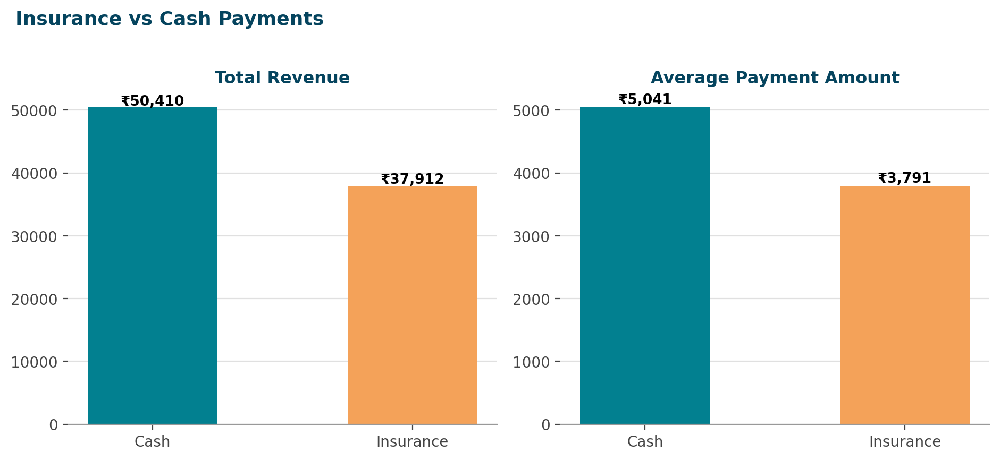 Insurance vs Cash Payments
Total Revenue
₹50,410
₹37,912
50000
40000
30000
20000
10000
0
Cash
Insurance
Average Payment Amount
₹5,041
₹3,791
5000
4000
3000
2000
1000
0
Cash
Insurance